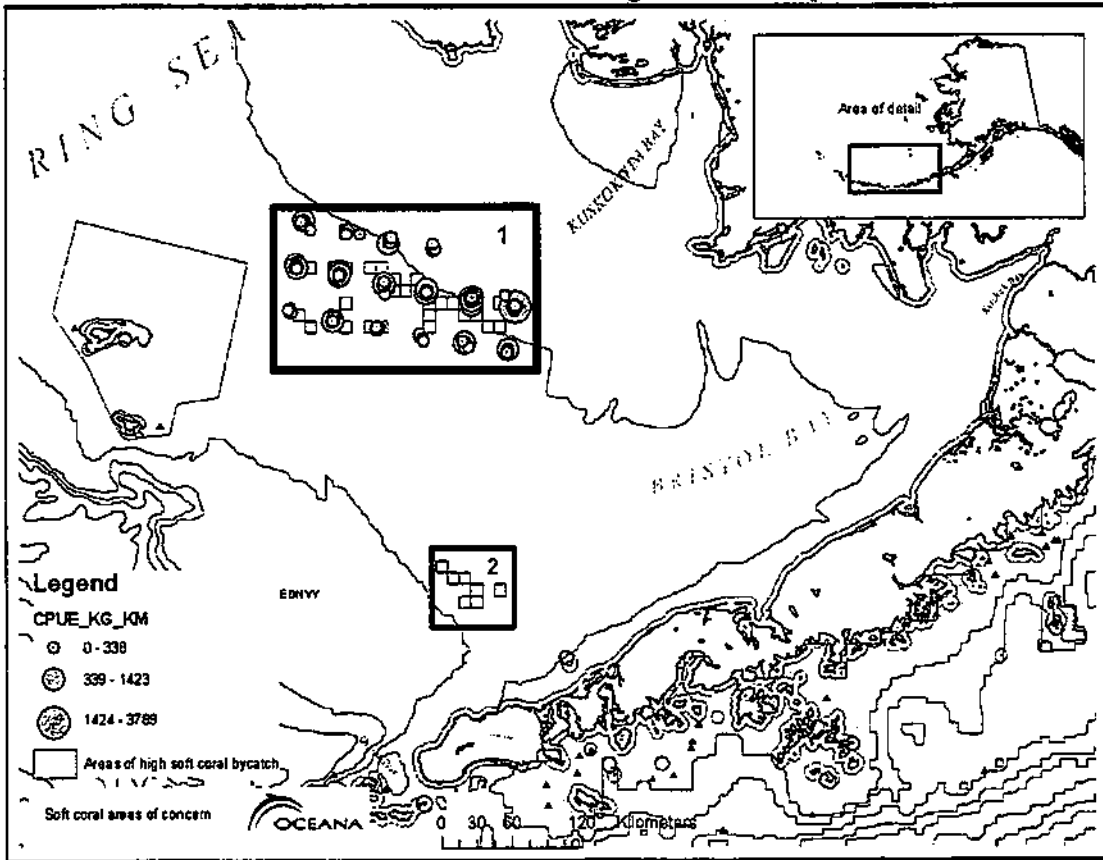 RING SEA
KUSKOKWIM BAY
Area of detail
1
BRISTOL BAY
2
EDNVY
Legend
CPUE_KG_KM
0 - 338
339 - 1423
1424 - 3789
Areas of high soft coral bycatch
Soft coral areas of concern
OCEANA
0 30 60 120 Kilometers